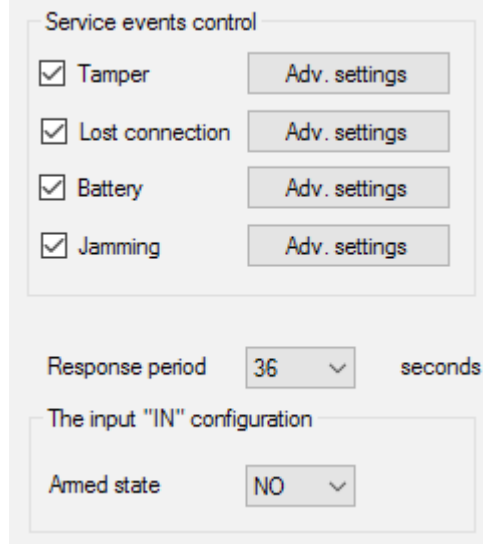 Service events control
Tamper Adv. settings
Lost connection Adv. settings
Battery Adv. settings
Jamming Adv. settings
Response period 36 seconds
The input "IN" configuration
Armed state NO